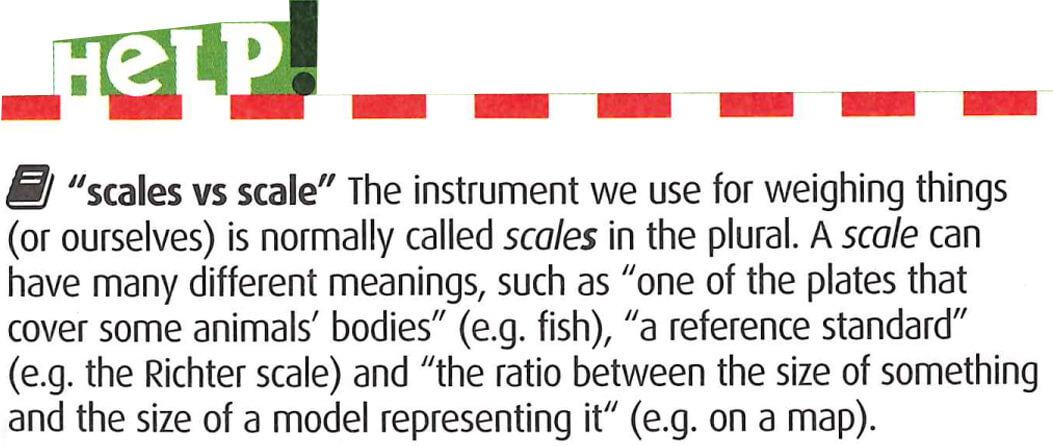 HeLP!
"scales vs scale" The instrument we use for weighing things
(or ourselves) is normally called scales in the plural. A scale can
have many different meanings, such as "one of the plates that
cover some animals' bodies" (e.g. fish), "a reference standard"
(e.g. the Richter scale) and "the ratio between the size of something
and the size of a model representing it" (e.g. on a map).